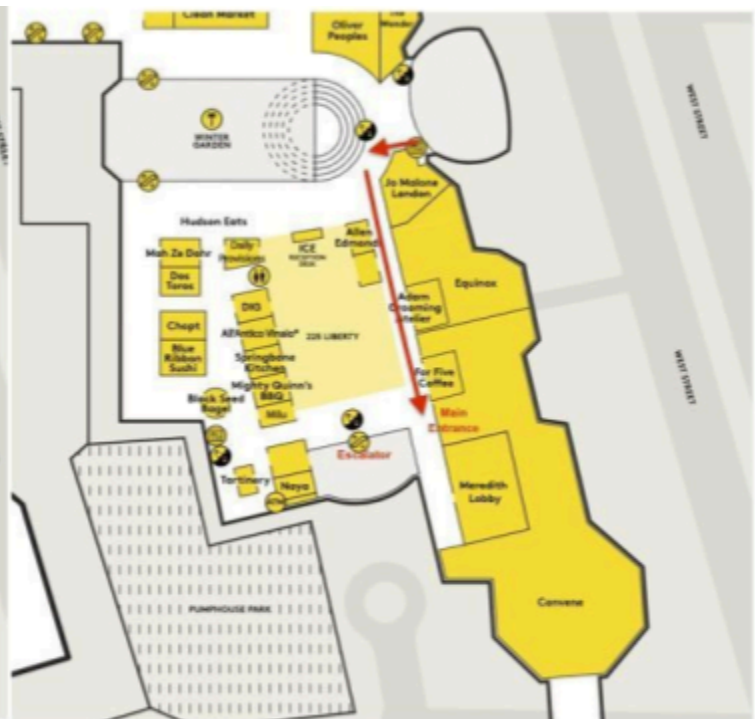 Clean Market
Oliver
Peoples
WEST STREET
WINTER
GARDEN
Jo Malone
London
Hudson Eats
Mah Ze Dahr
Daily
Provisions
ICE
RECEPTION
DESK
Allen
Edmonds
Dos
Toros
Equinox
DIG
Adam
Grooming
Atelier
Chopt
All'Antico Vinaio*
225 LIBERTY
Blue
Ribbon
Sushi
Springbone
Kitchen
For Five
Coffee
Mighty Quinn's
BBQ
Black Seed
Bagel
Milu
Main
Entrance
WEST STREET
Escalator
Tartinery
Naya
Meredith
Lobby
PUMPHOUSE PARK
Convene